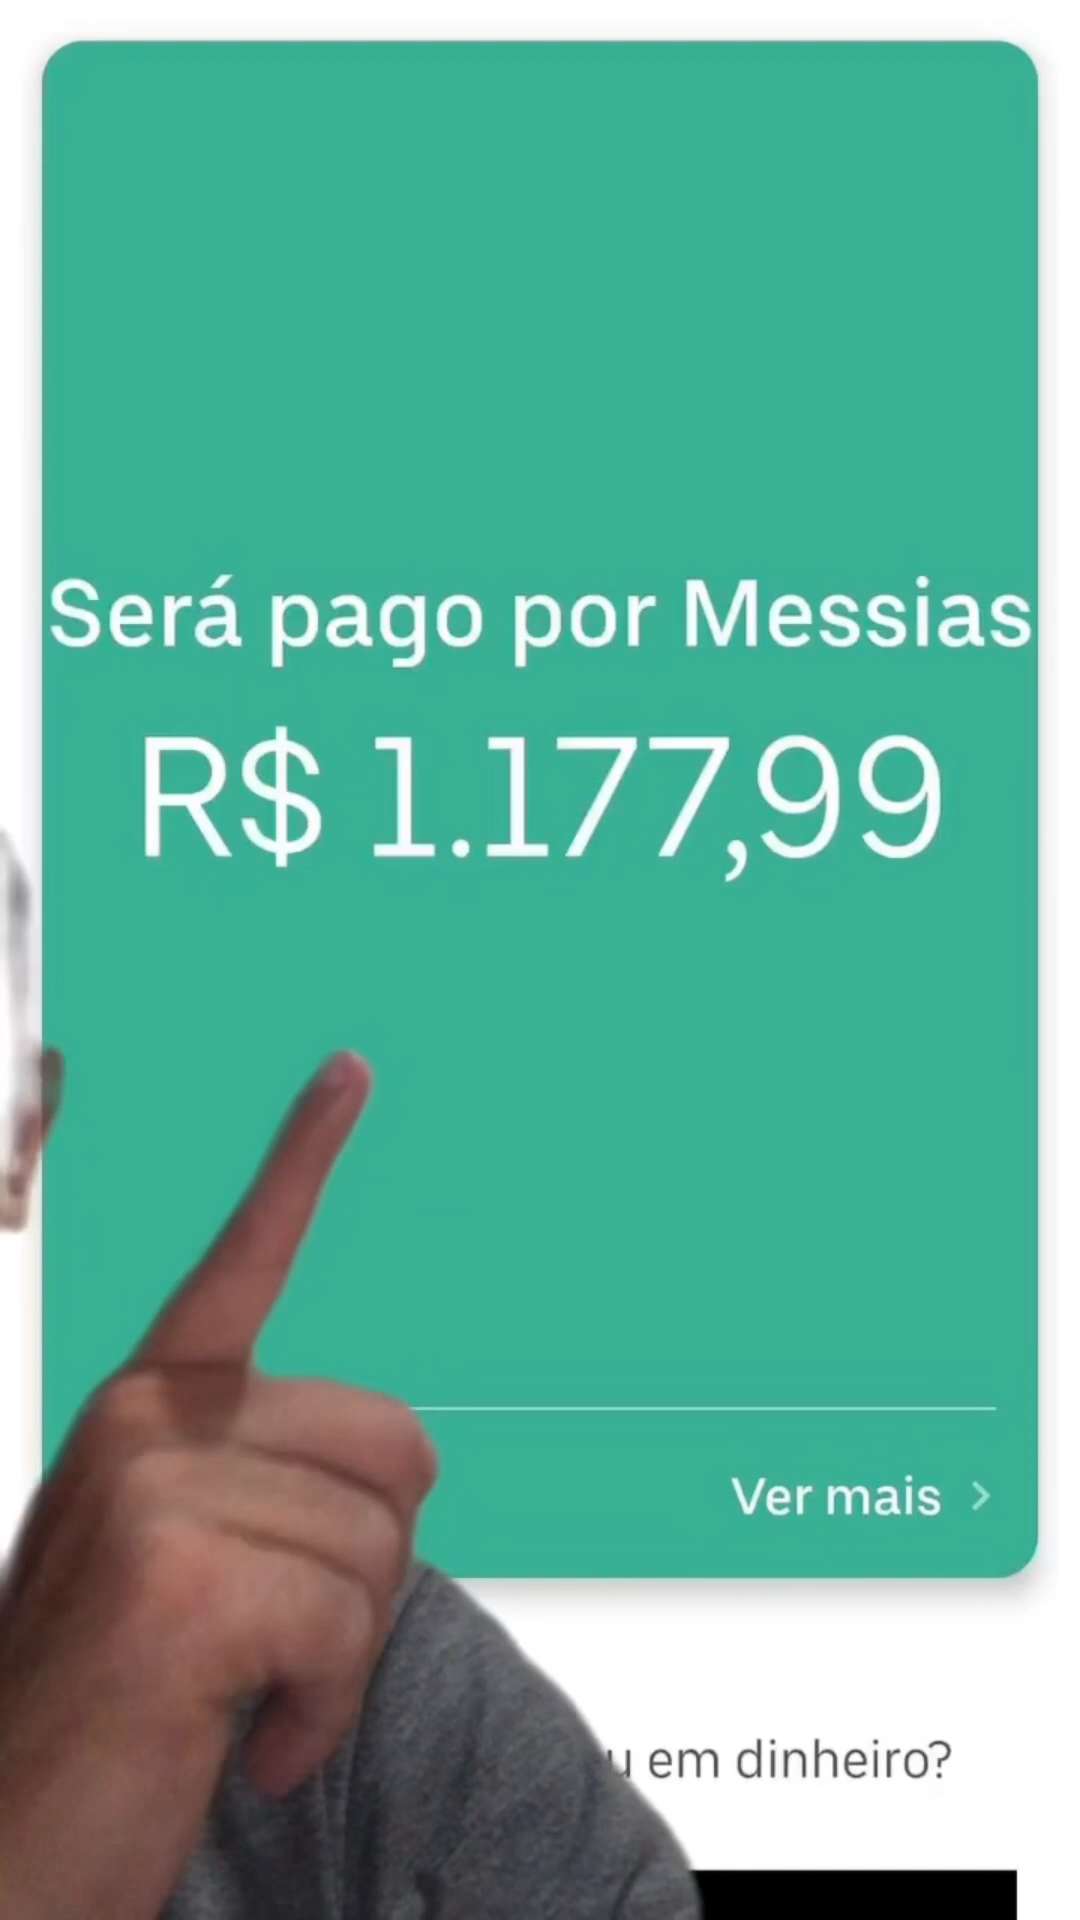 Será pago por Messias
R$ 1.177,99
Ver mais
em dinheiro?